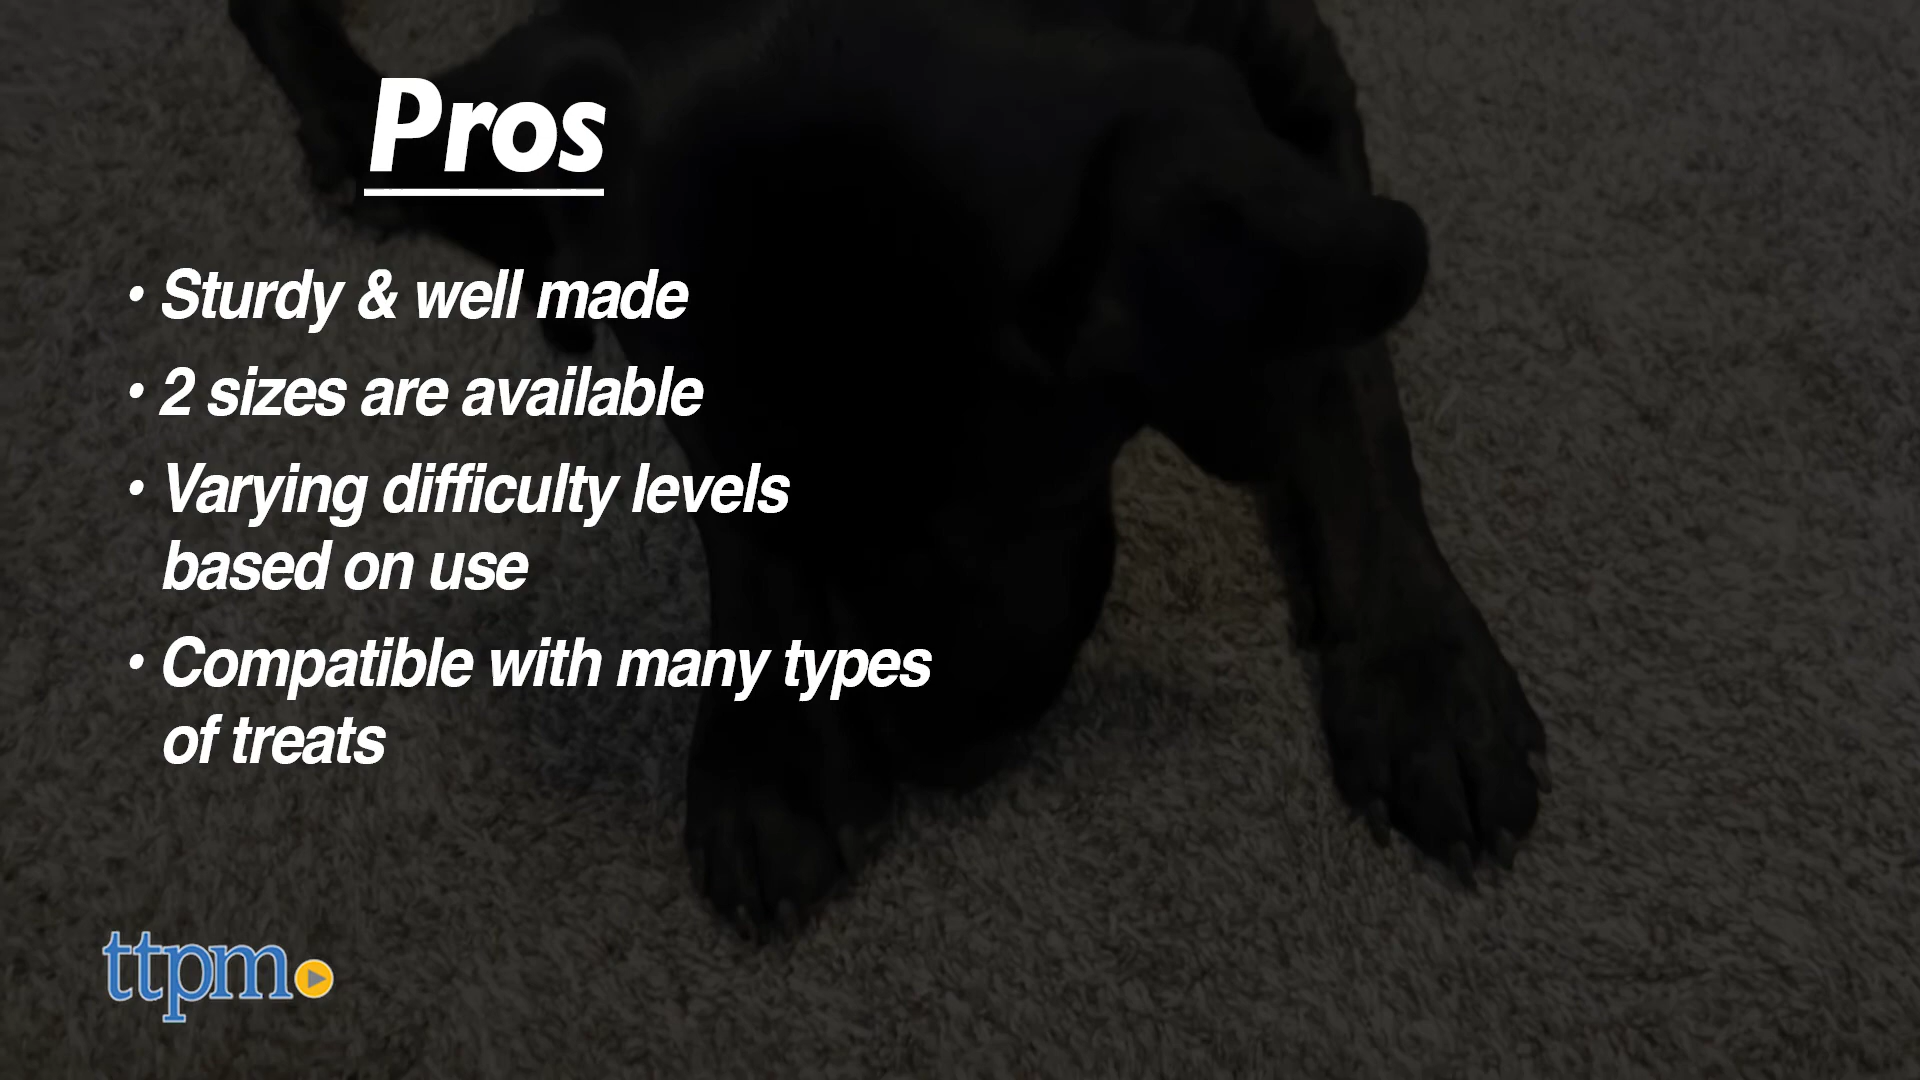 Pros
• Sturdy & well made
• 2 sizes are available
• Varying difficulty levels
based on use
• Compatible with many types
of treats
ttpm